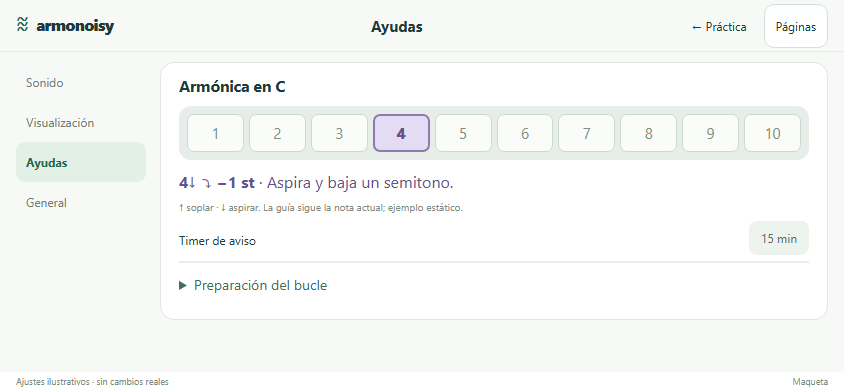 armonoisy
Ayudas
← Práctica
Páginas
Sonido
Visualización
Ayudas
General
Armónica en C
1 2 3 4 5 6 7 8 9 10
4↓ ⤵ −1 st · Aspira y baja un semitono.
↑ soplar · ↓ aspirar. La guía sigue la nota actual; ejemplo estático.
Timer de aviso
15 min
▶ Preparación del bucle
Ajustes ilustrativos · sin cambios reales
Maqueta